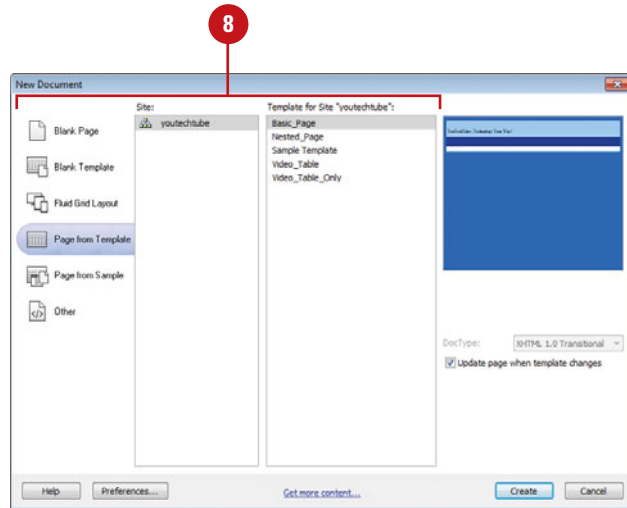 8
New Document
Site:
Template for Site "youtechtube":
Blank Page
Blank Template
Fluid Grid Layout
Page from Template
Page from Sample
Other
youtechtube
Basic_Page
Nested_Page
Sample Template
Video_Table
Video_Table_Only
DocType:
XHTML 1.0 Transitional
Update page when template changes
Help
Preferences...
Get more content...
Create
Cancel